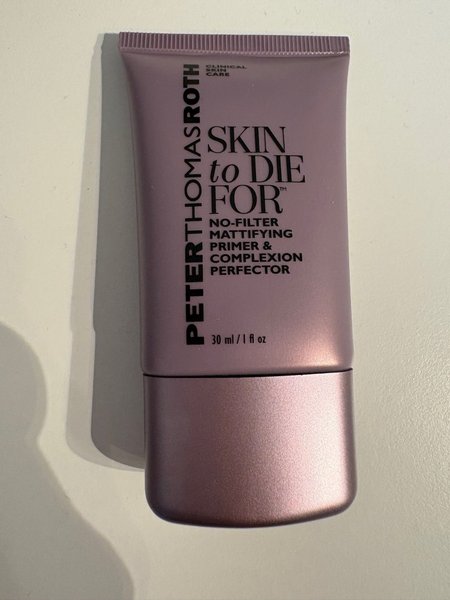 PETERTHOMASROTH
CLINICAL
SKIN
CARE
SKIN
to DIE
FOR™
NO-FILTER
MATTIFYING
PRIMER &
COMPLEXION
PERFECTOR
30 ml / 1 fl oz